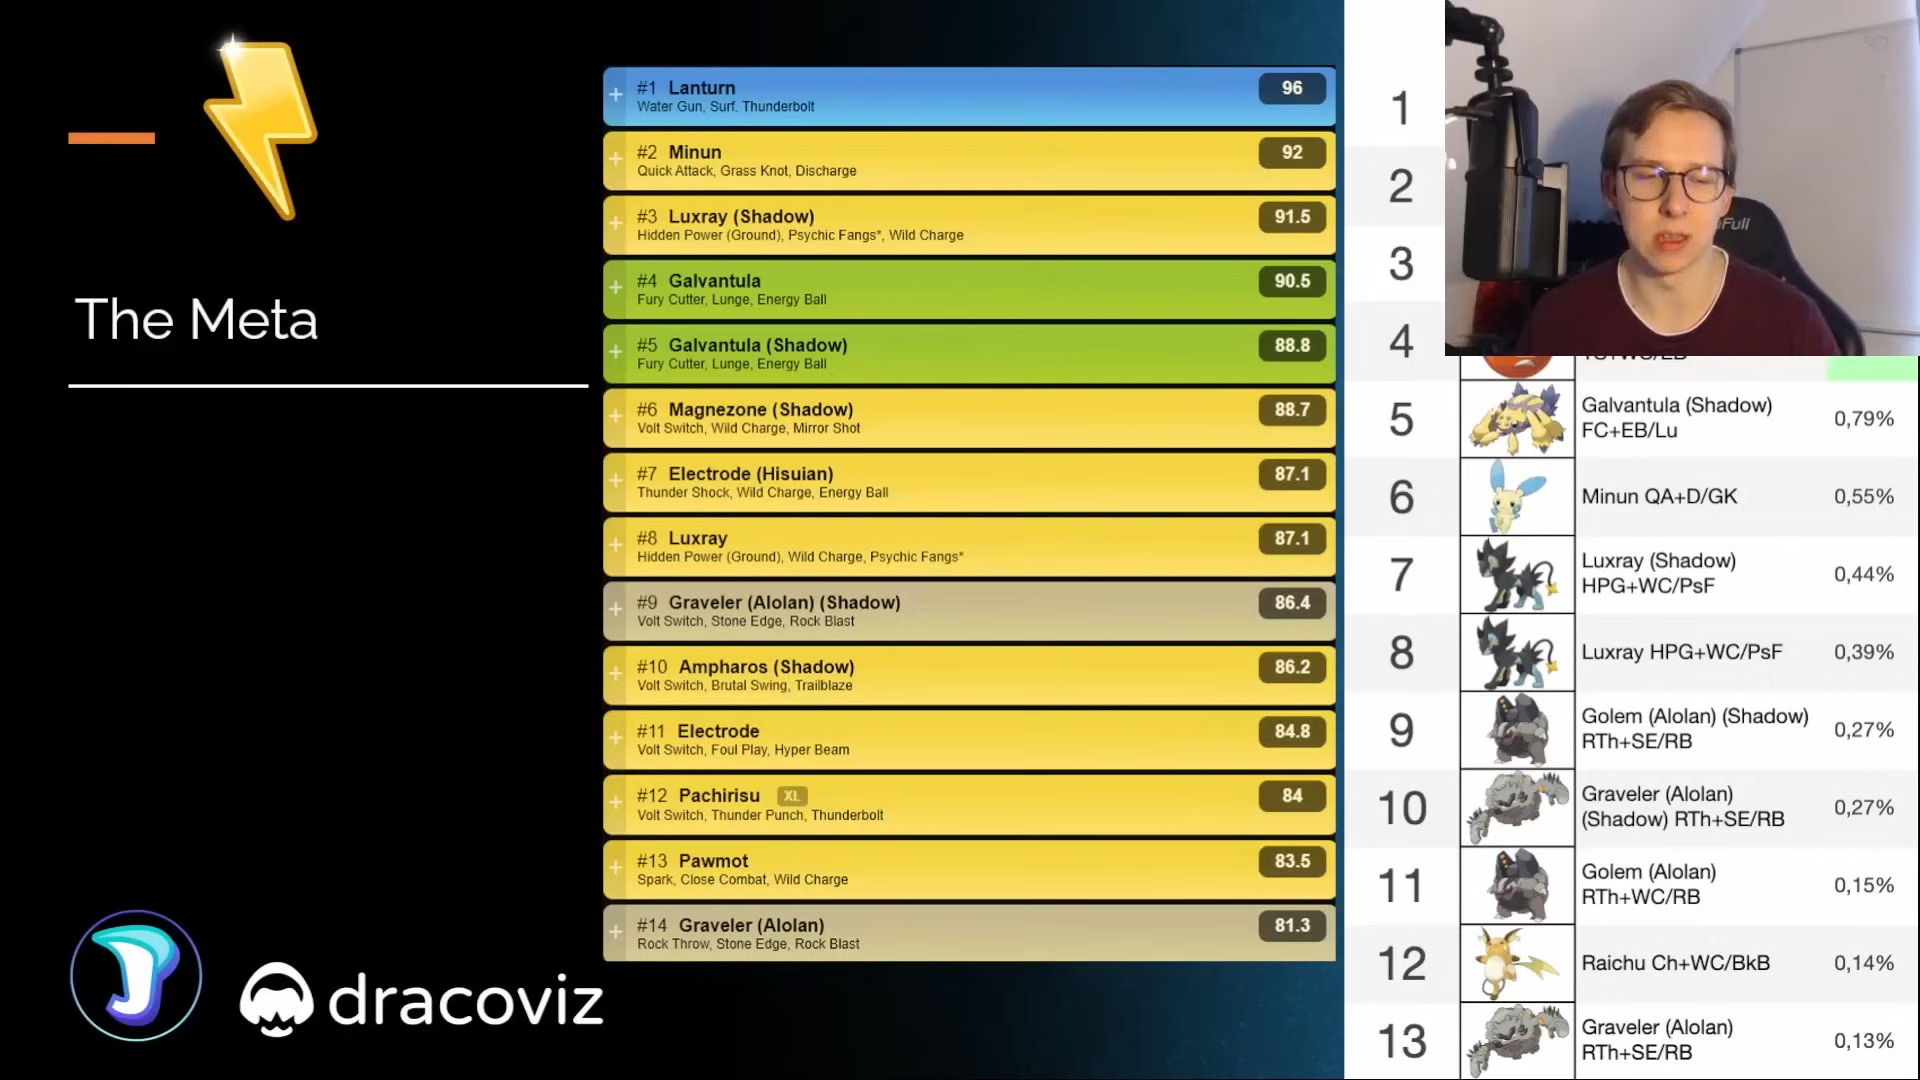 The Meta
dracoviz
#1 Lanturn
Water Gun, Surf, Thunderbolt
96
#2 Minun
Quick Attack, Grass Knot, Discharge
92
#3 Luxray (Shadow)
Hidden Power (Ground), Psychic Fangs*, Wild Charge
91.5
#4 Galvantula
Fury Cutter, Lunge, Energy Ball
90.5
#5 Galvantula (Shadow)
Fury Cutter, Lunge, Energy Ball
88.8
#6 Magnezone (Shadow)
Volt Switch, Wild Charge, Mirror Shot
88.7
#7 Electrode (Hisuian)
Thunder Shock, Wild Charge, Energy Ball
87.1
#8 Luxray
Hidden Power (Ground), Wild Charge, Psychic Fangs*
87.1
#9 Graveler (Alolan) (Shadow)
Volt Switch, Stone Edge, Rock Blast
86.4
#10 Ampharos (Shadow)
Volt Switch, Brutal Swing, Trailblaze
86.2
#11 Electrode
Volt Switch, Foul Play, Hyper Beam
84.8
#12 Pachirisu XL
Volt Switch, Thunder Punch, Thunderbolt
84
#13 Pawmot
Spark, Close Combat, Wild Charge
83.5
#14 Graveler (Alolan)
Rock Throw, Stone Edge, Rock Blast
81.3
1
2
3
4
5
Galvantula (Shadow)
FC+EB/Lu
0,79%
6
Minun QA+D/GK
0,55%
7
Luxray (Shadow)
HPG+WC/PsF
0,44%
8
Luxray HPG+WC/PsF
0,39%
9
Golem (Alolan) (Shadow)
RTh+SE/RB
0,27%
10
Graveler (Alolan)
(Shadow) RTh+SE/RB
0,27%
11
Golem (Alolan)
RTh+WC/RB
0,15%
12
Raichu Ch+WC/BkB
0,14%
13
Graveler (Alolan)
RTh+SE/RB
0,13%